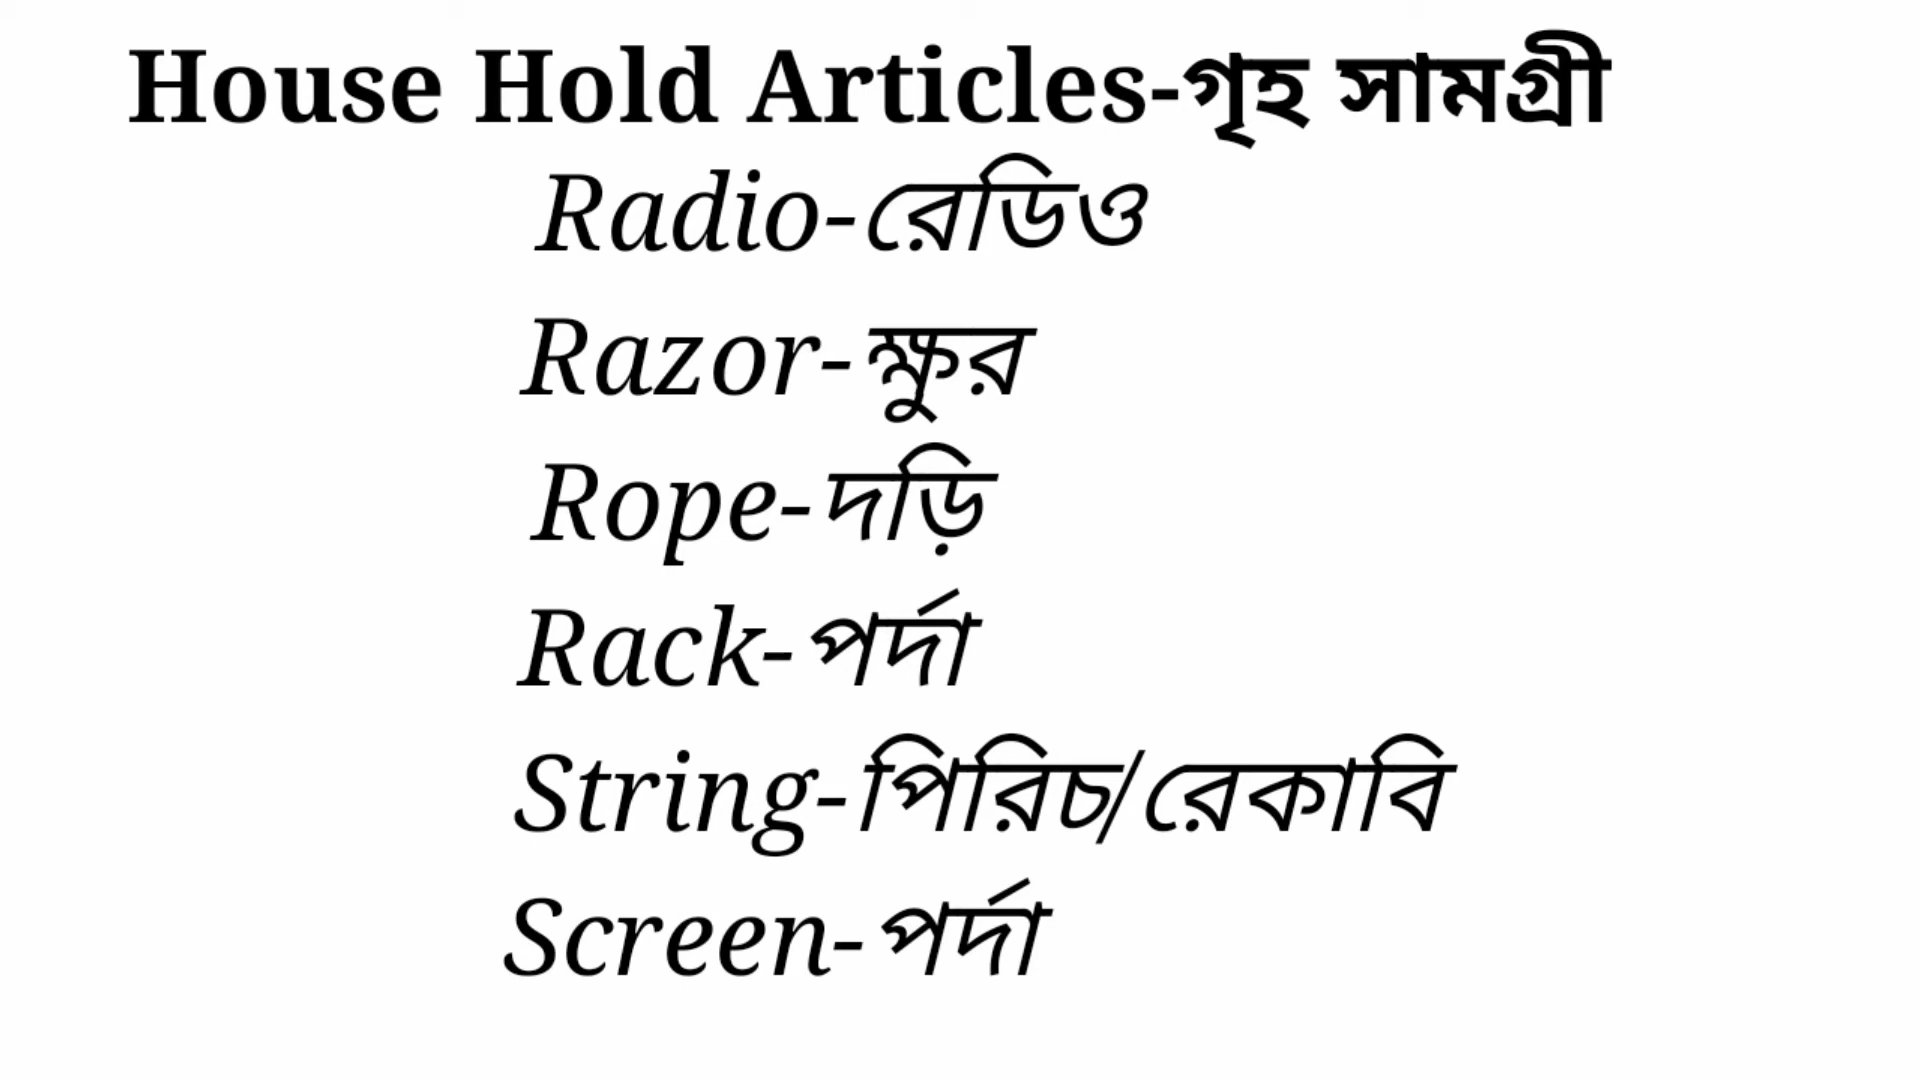 House Hold Articles-গৃহ সামগ্রী
Radio-রেডিও
Razor-ক্ষুর
Rope-দড়ি
Rack-পর্দা
String-পিরিচ/রেকাবি
Screen-পর্দা